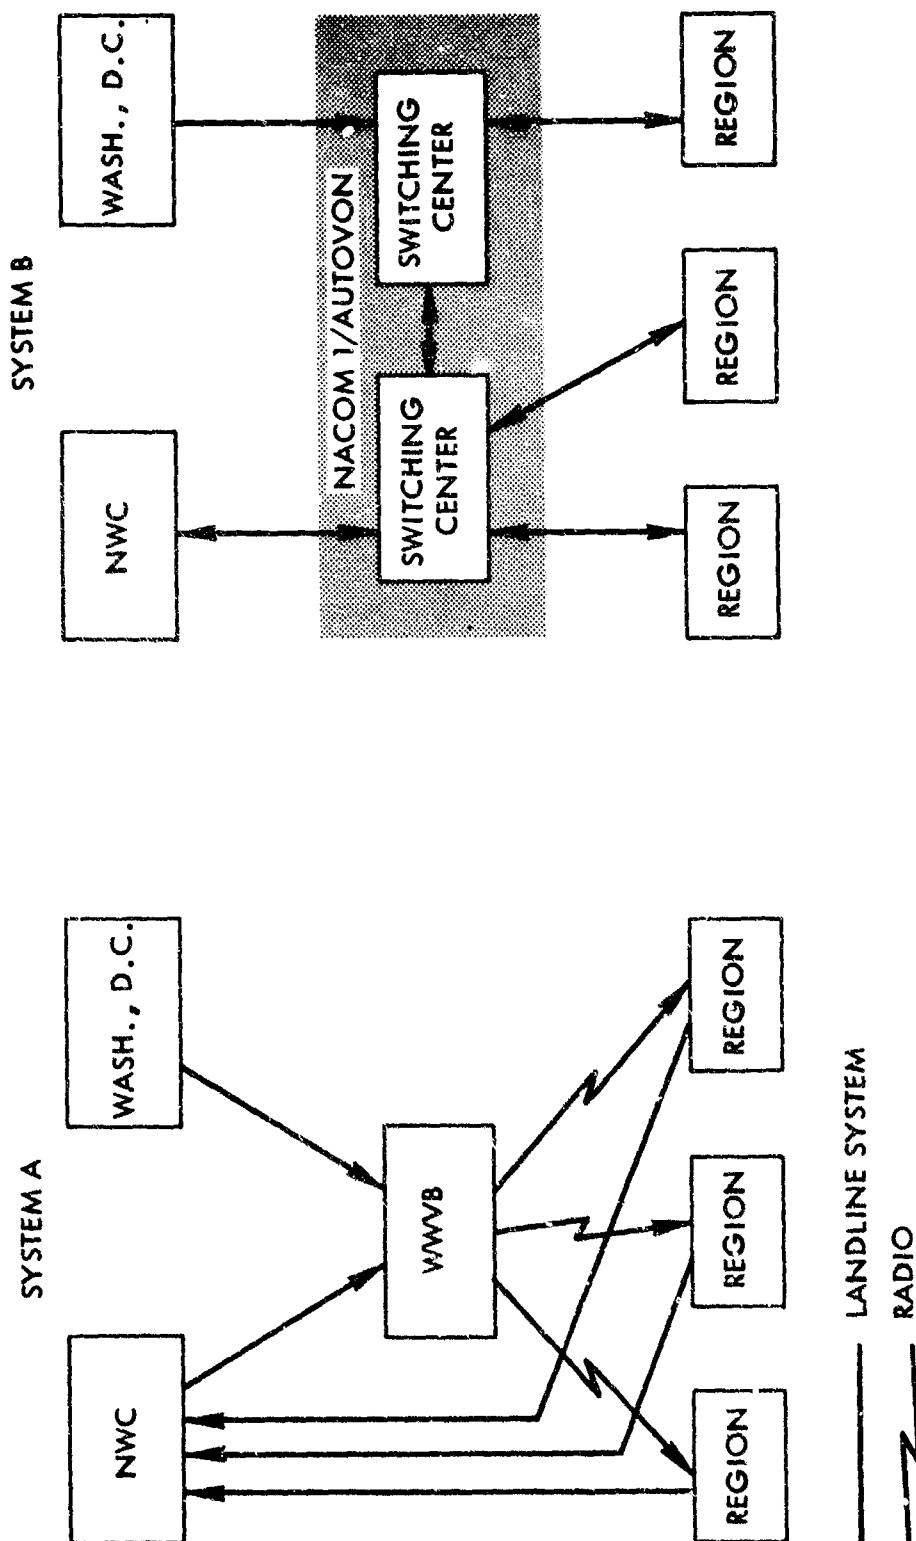 SYSTEM A
NWC
WASH., D.C.
WWVB
REGION
REGION
REGION
LANDLINE SYSTEM
RADIO
SYSTEM B
NWC
WASH., D.C.
NACOM 1/AUTOVON
SWITCHING
CENTER
SWITCHING
CENTER
REGION
REGION
REGION